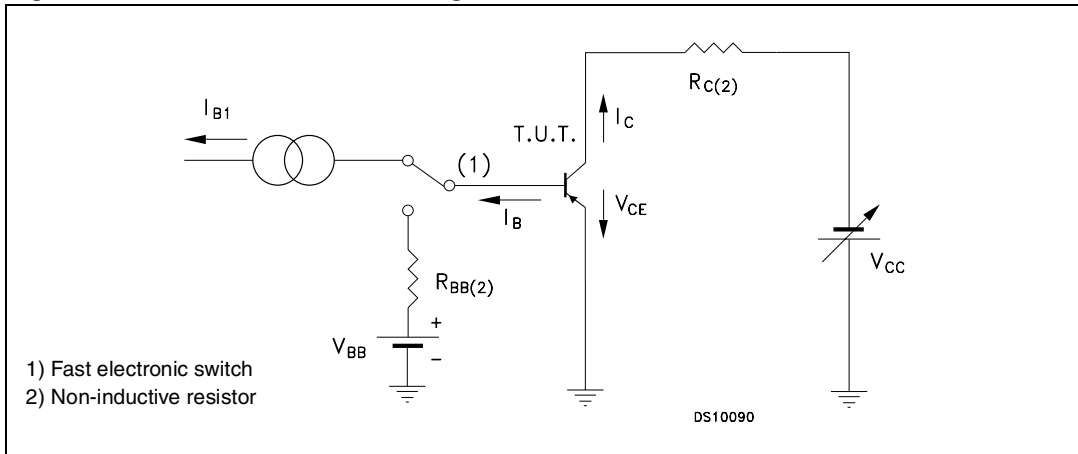 I_B1
T.U.T.
I_C
R_C(2)
(1)
I_B
V_CE
R_BB(2)
V_CC
V_BB
+
–
1) Fast electronic switch
2) Non-inductive resistor
DS10090